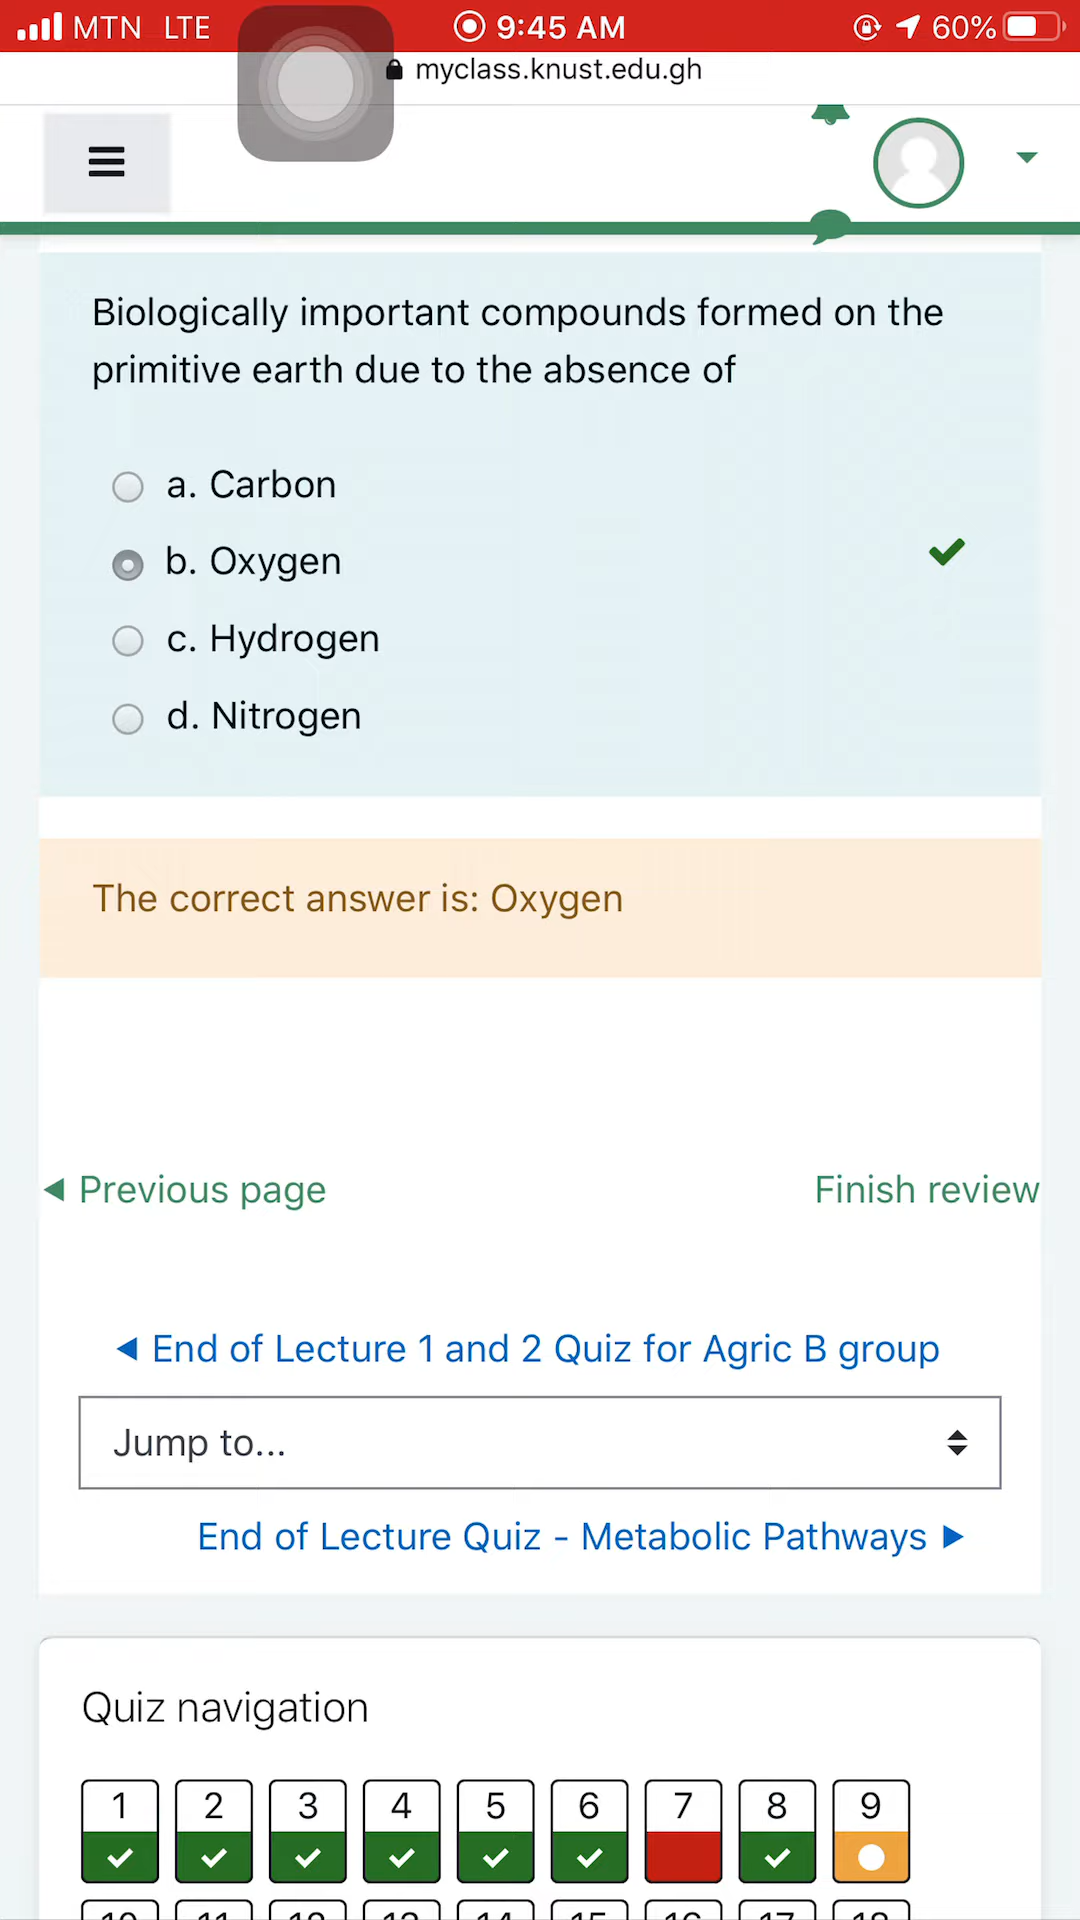 MTN LTE 9:45 AM 60%
myclass.knust.edu.gh
Biologically important compounds formed on the
primitive earth due to the absence of
a. Carbon
b. Oxygen
c. Hydrogen
d. Nitrogen
The correct answer is: Oxygen
Previous page Finish review
End of Lecture 1 and 2 Quiz for Agric B group
Jump to...
End of Lecture Quiz - Metabolic Pathways
Quiz navigation
1 2 3 4 5 6 7 8 9